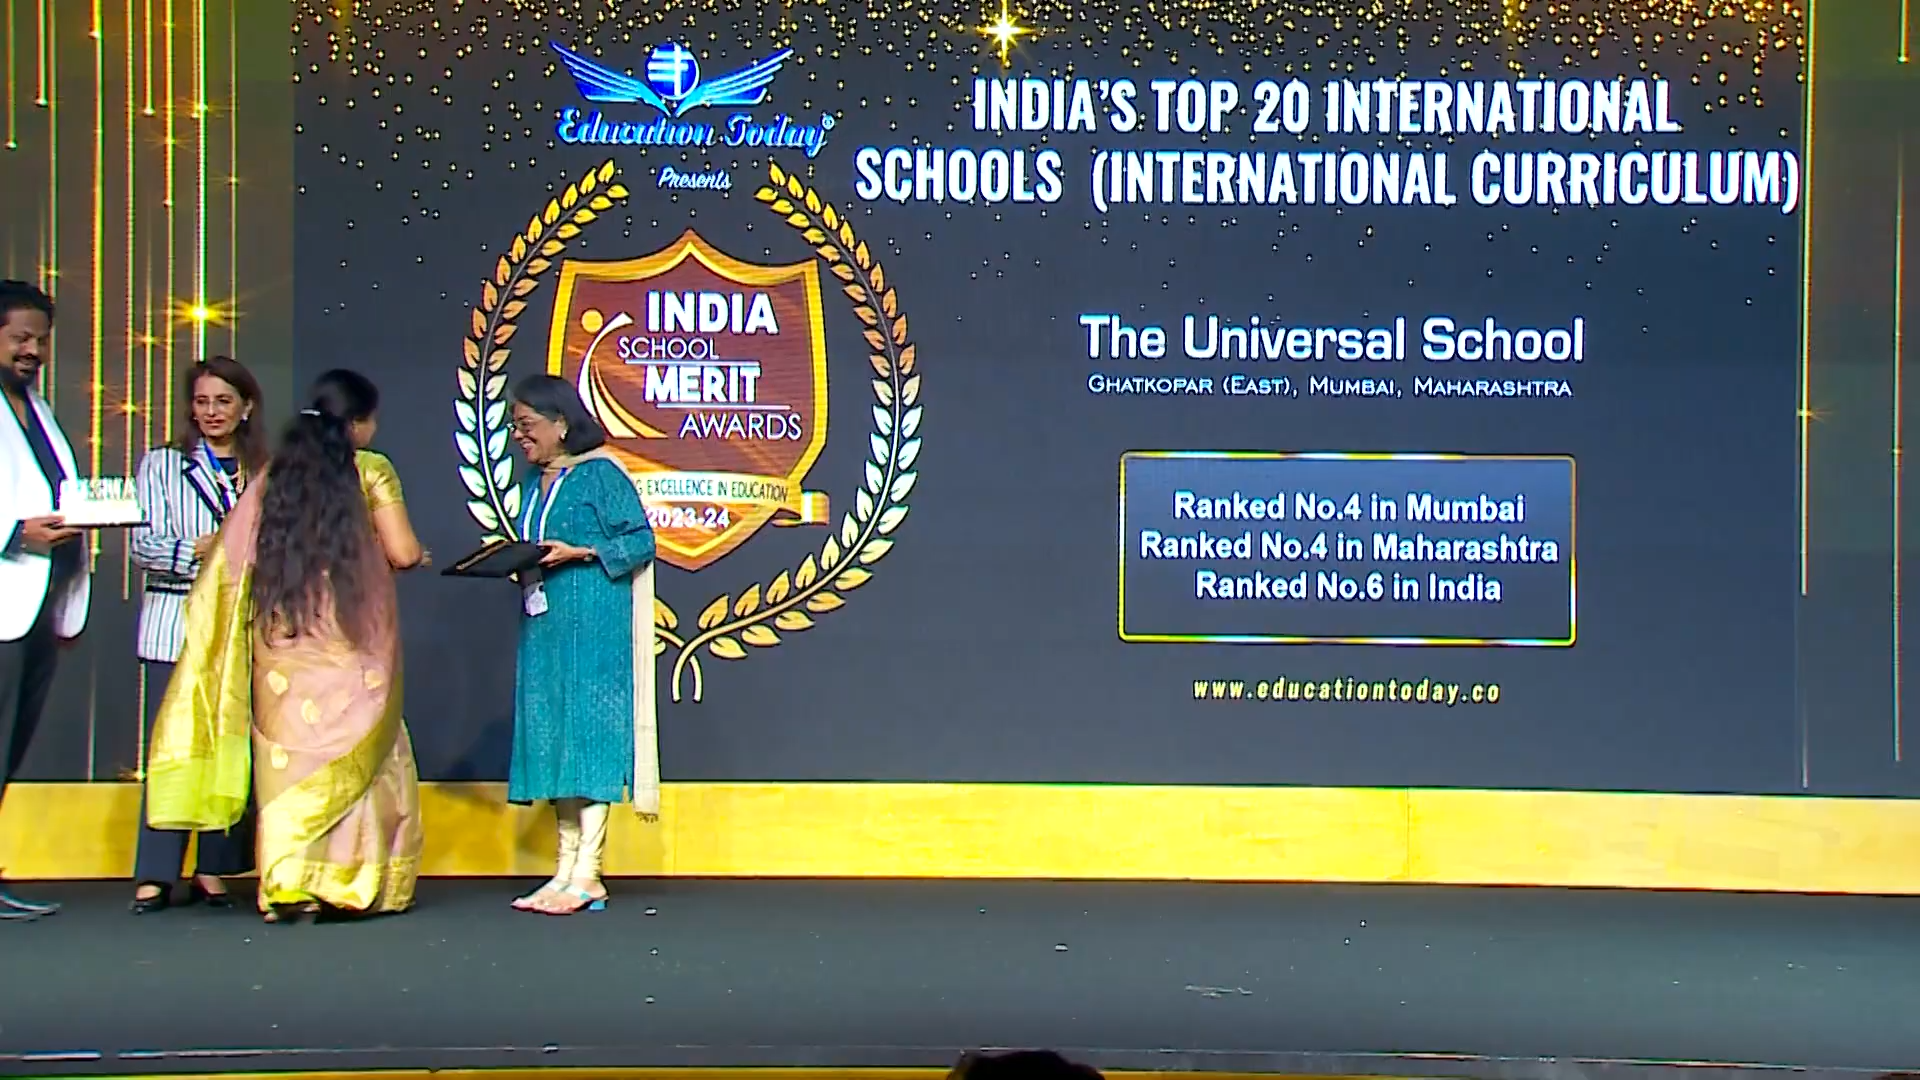 Education Today®
Presents
INDIA
SCHOOL
MERIT
AWARDS
EXCELLENCE IN EDUCATION
2023-24
INDIA'S TOP 20 INTERNATIONAL
SCHOOLS (INTERNATIONAL CURRICULUM)
The Universal School
GHATKOPAR (EAST), MUMBAI, MAHARASHTRA
Ranked No.4 in Mumbai
Ranked No.4 in Maharashtra
Ranked No.6 in India
www.educationtoday.co